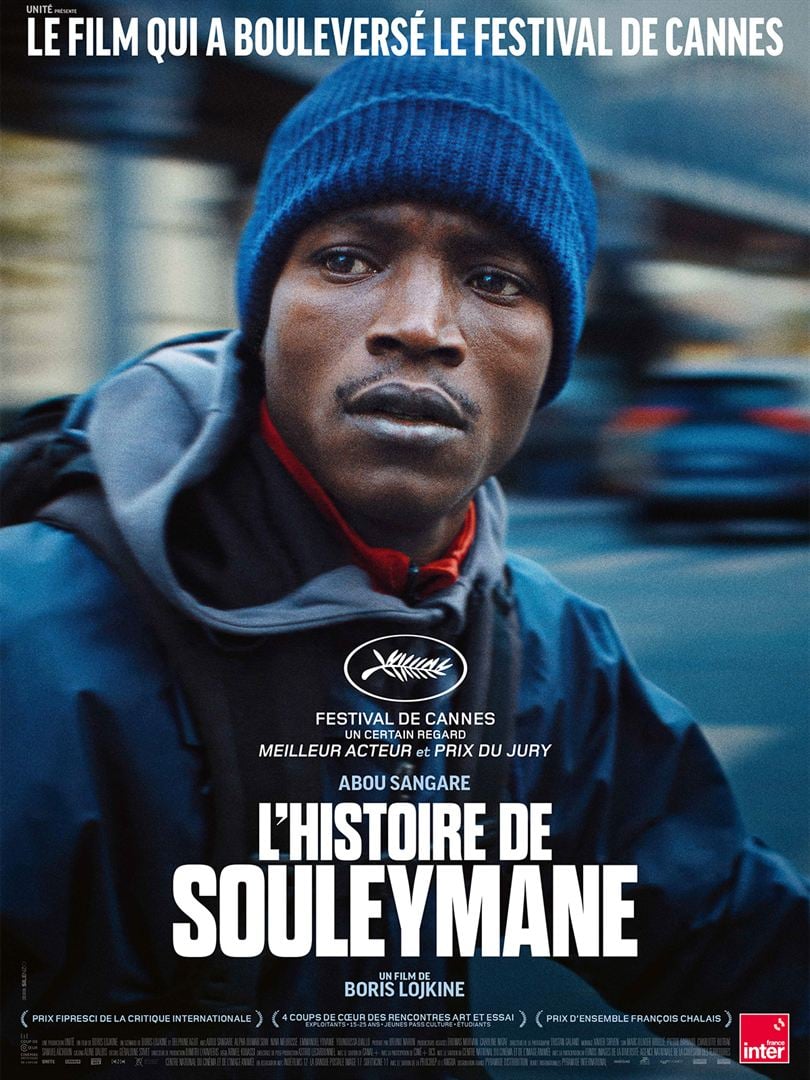 UNITÉ PRÉSENTE
LE FILM QUI A BOULEVERSÉ LE FESTIVAL DE CANNES
FESTIVAL DE CANNES
UN CERTAIN REGARD
MEILLEUR ACTEUR et PRIX DU JURY
ABOU SANGARE
L'HISTOIRE DE
SOULEYMANE
UN FILM DE
BORIS LOJKINE
PRIX FIPRESCI DE LA CRITIQUE INTERNATIONALE
4 COUPS DE CŒUR DES RENCONTRES ART ET ESSAI
EXPLOITANTS • 15-25 ANS • JEUNES PASS CULTURE • ÉTUDIANTS
PRIX D'ENSEMBLE FRANÇOIS CHALAIS
france
inter